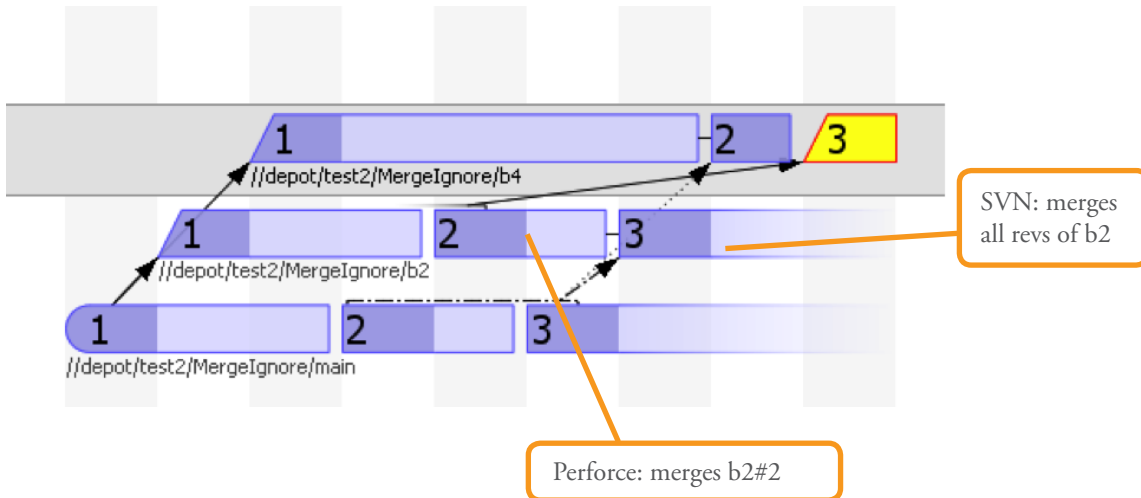 1
2
3
//depot/test2/MergeIgnore/b4
1
2
3
//depot/test2/MergeIgnore/b2
SVN: merges
all revs of b2
1
2
3
//depot/test2/MergeIgnore/main
Perforce: merges b2#2